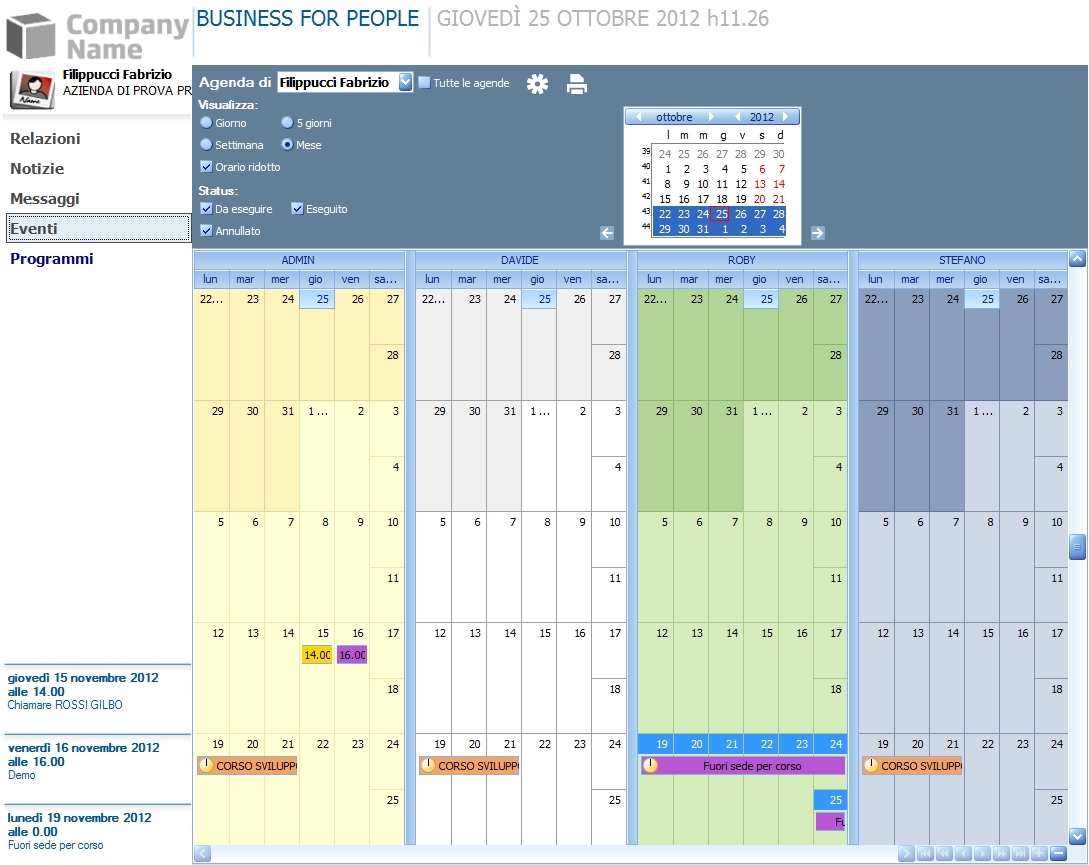 Company
Name
BUSINESS FOR PEOPLE
GIOVEDÌ 25 OTTOBRE 2012 h11.26
Filippucci Fabrizio
AZIENDA DI PROVA PR
Relazioni
Notizie
Messaggi
Eventi
Programmi
giovedì 15 novembre 2012
alle 14.00
Chiamare ROSSI GILBO
venerdì 16 novembre 2012
alle 16.00
Demo
lunedì 19 novembre 2012
alle 0.00
Fuori sede per corso
Agenda di Filippucci Fabrizio Tutte le agende
Visualizza:
Giorno 5 giorni
Settimana Mese
Orario ridotto
Status:
Da eseguire Eseguito
Annullato
ottobre 2012
l m m g v s d
39 24 25 26 27 28 29 30
40 1 2 3 4 5 6 7
41 8 9 10 11 12 13 14
42 15 16 17 18 19 20 21
43 22 23 24 25 26 27 28
44 29 30 31 1 2 3 4
ADMIN DAVIDE ROBY STEFANO
lun mar mer gio ven sa... lun mar mer gio ven sa... lun mar mer gio ven sa... lun mar mer gio ven sa...
22... 23 24 25 26 27 22... 23 24 25 26 27 22... 23 24 25 26 27 22... 23 24 25 26 27
28 28 28 28
29 30 31 1 ... 2 3 29 30 31 1 ... 2 3 29 30 31 1 ... 2 3 29 30 31 1 ... 2 3
4 4 4 4
5 6 7 8 9 10 5 6 7 8 9 10 5 6 7 8 9 10 5 6 7 8 9 10
11 11 11 11
12 13 14 15 16 17 12 13 14 15 16 17 12 13 14 15 16 17 12 13 14 15 16 17
14.00 16.00
18 18 18 18
19 20 21 22 23 24 19 20 21 22 23 24 19 20 21 22 23 24 19 20 21 22 23 24
CORSO SVILUPP CORSO SVILUPP Fuori sede per corso CORSO SVILUPP
25 25 25 25
Fu